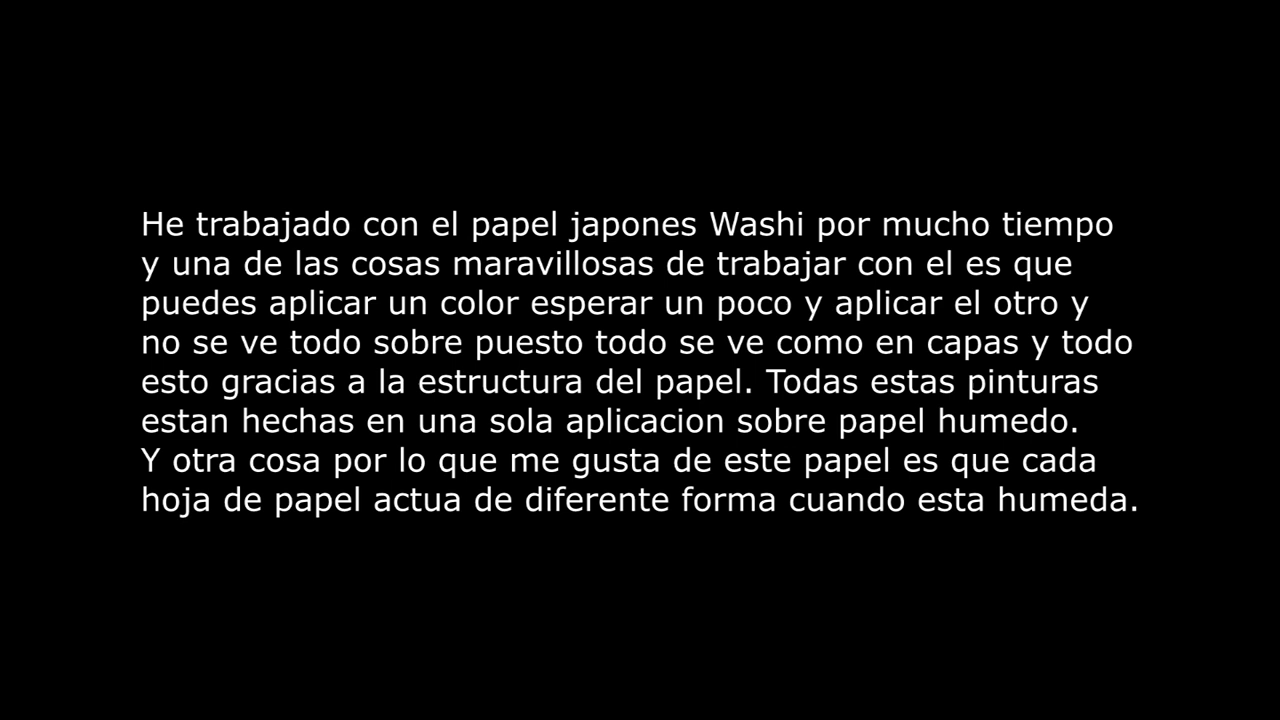 He trabajado con el papel japones Washi por mucho tiempo
y una de las cosas maravillosas de trabajar con el es que
puedes aplicar un color esperar un poco y aplicar el otro y
no se ve todo sobre puesto todo se ve como en capas y todo
esto gracias a la estructura del papel. Todas estas pinturas
estan hechas en una sola aplicacion sobre papel humedo.
Y otra cosa por lo que me gusta de este papel es que cada
hoja de papel actua de diferente forma cuando esta humeda.